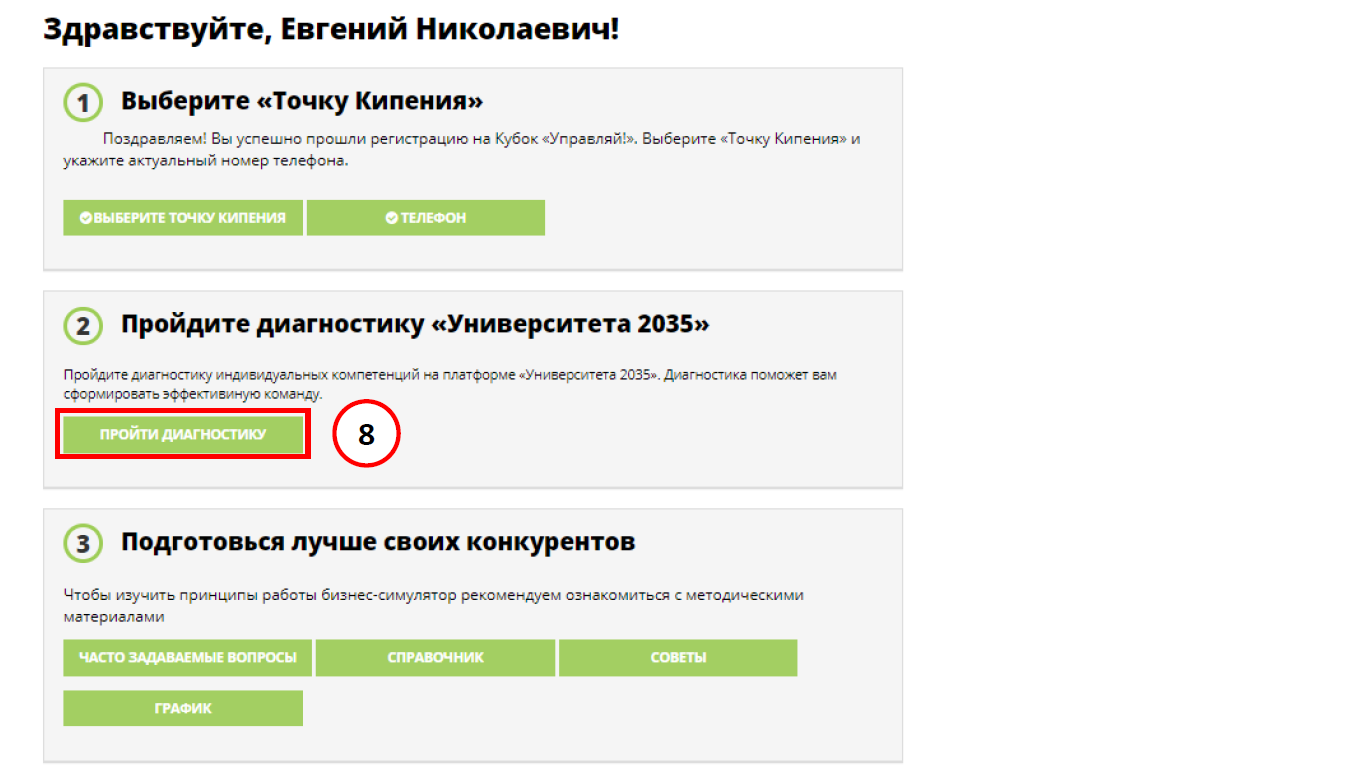 Здравствуйте, Евгений Николаевич!
1 Выберите «Точку Кипения»
Поздравляем! Вы успешно прошли регистрацию на Кубок «Управляй!». Выберите «Точку Кипения» и
укажите актуальный номер телефона.
ВЫБЕРИТЕ ТОЧКУ КИПЕНИЯ ТЕЛЕФОН
2 Пройдите диагностику «Университета 2035»
Пройдите диагностику индивидуальных компетенций на платформе «Университета 2035». Диагностика поможет вам
сформировать эффективиную команду.
ПРОЙТИ ДИАГНОСТИКУ 8
3 Подготовься лучше своих конкурентов
Чтобы изучить принципы работы бизнес-симулятор рекомендуем ознакомиться с методическими
материалами
ЧАСТО ЗАДАВАЕМЫЕ ВОПРОСЫ СПРАВОЧНИК СОВЕТЫ
ГРАФИК